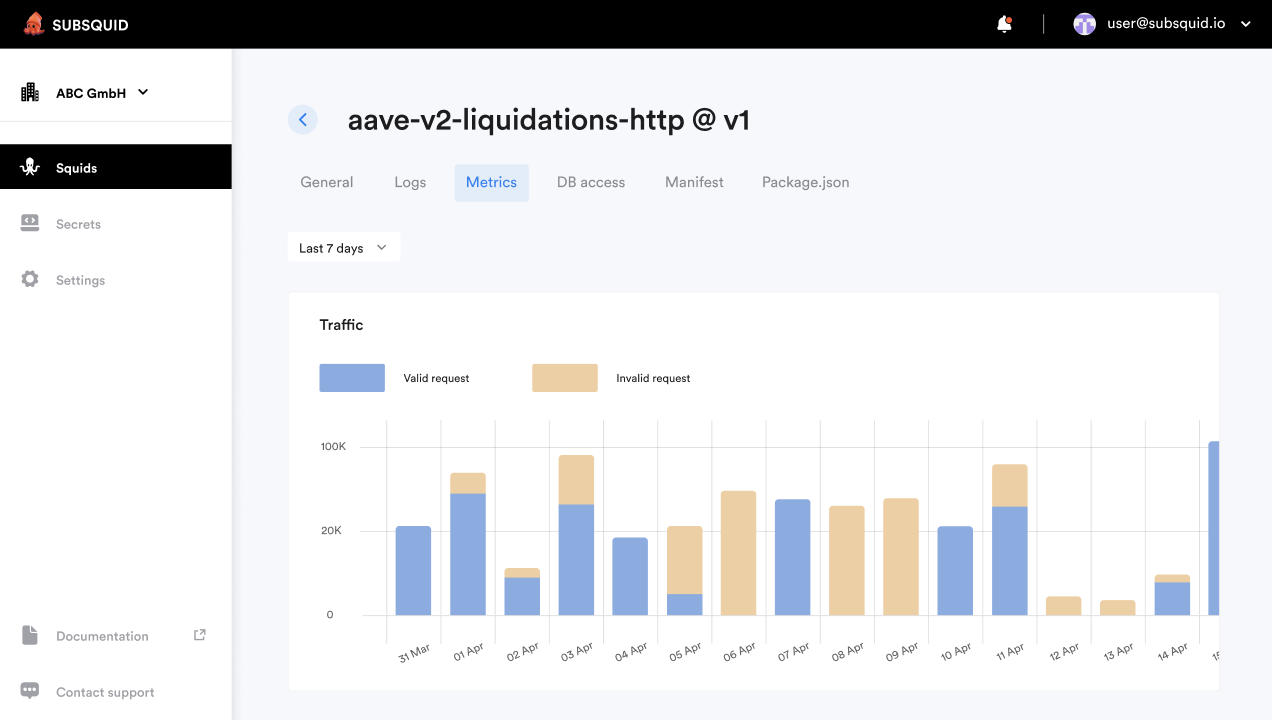 SUBSQUID
user@subsquid.io
ABC GmbH
Squids
Secrets
Settings
Documentation
Contact support
aave-v2-liquidations-http @ v1
General Logs Metrics DB access Manifest Package.json
Last 7 days
Traffic
Valid request Invalid request
100K
20K
0
31 Mar 01 Apr 02 Apr 03 Apr 04 Apr 05 Apr 06 Apr 07 Apr 08 Apr 09 Apr 10 Apr 11 Apr 12 Apr 13 Apr 14 Apr